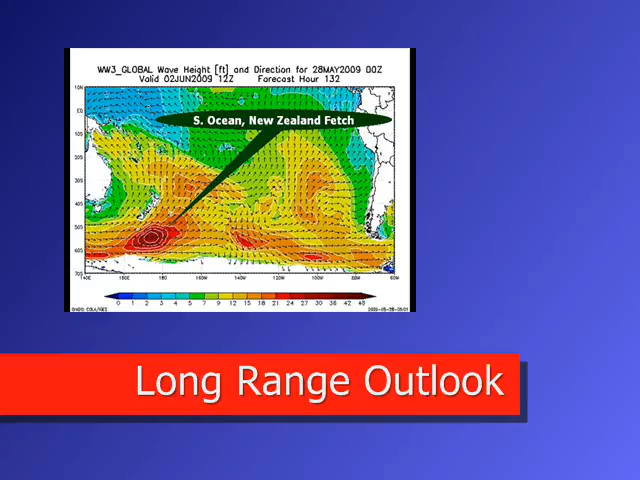 WW3_GLOBAL Wave Height [ft] and Direction for 28MAY2009 00Z
Valid 02JUN2009 12Z Forecast Hour 132
S. Ocean, New Zealand Fetch
10N
EQ
10S
20S
30S
40S
50S
60S
70S
140E 160E 180 160W 140W 120W 100W 80W 60W
0 1 2 3 4 5 7 9 12 15 18 21 24 27 30 36 42 48
GrADS: COLA/IGES
Long Range Outlook